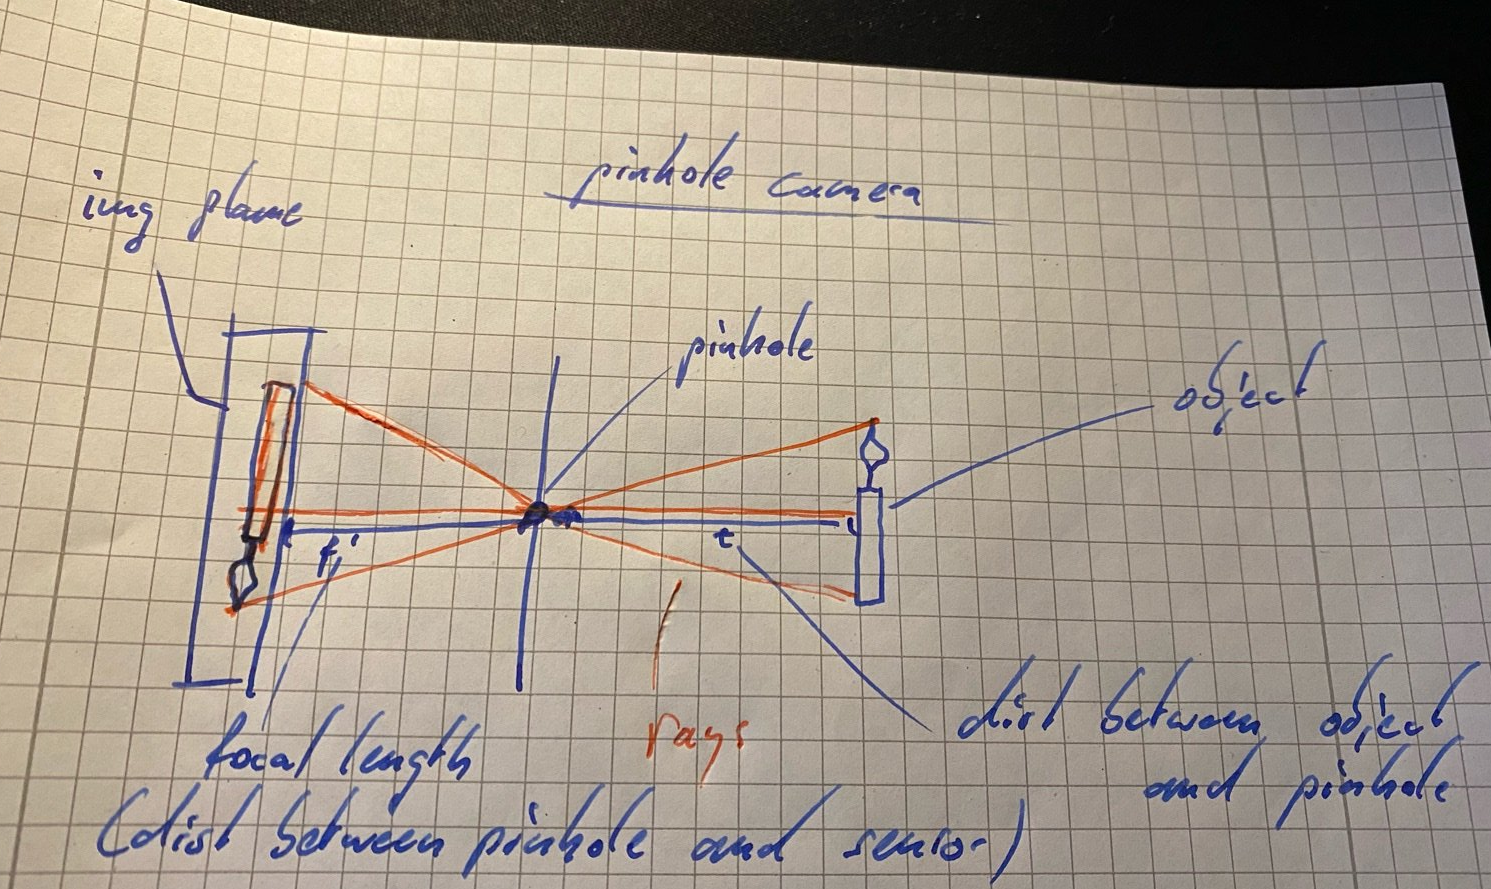 pinhole camera
img plane
pinhole
object
f
t
focal length
(dist between pinhole and sensor)
rays
dist between object
and pinhole